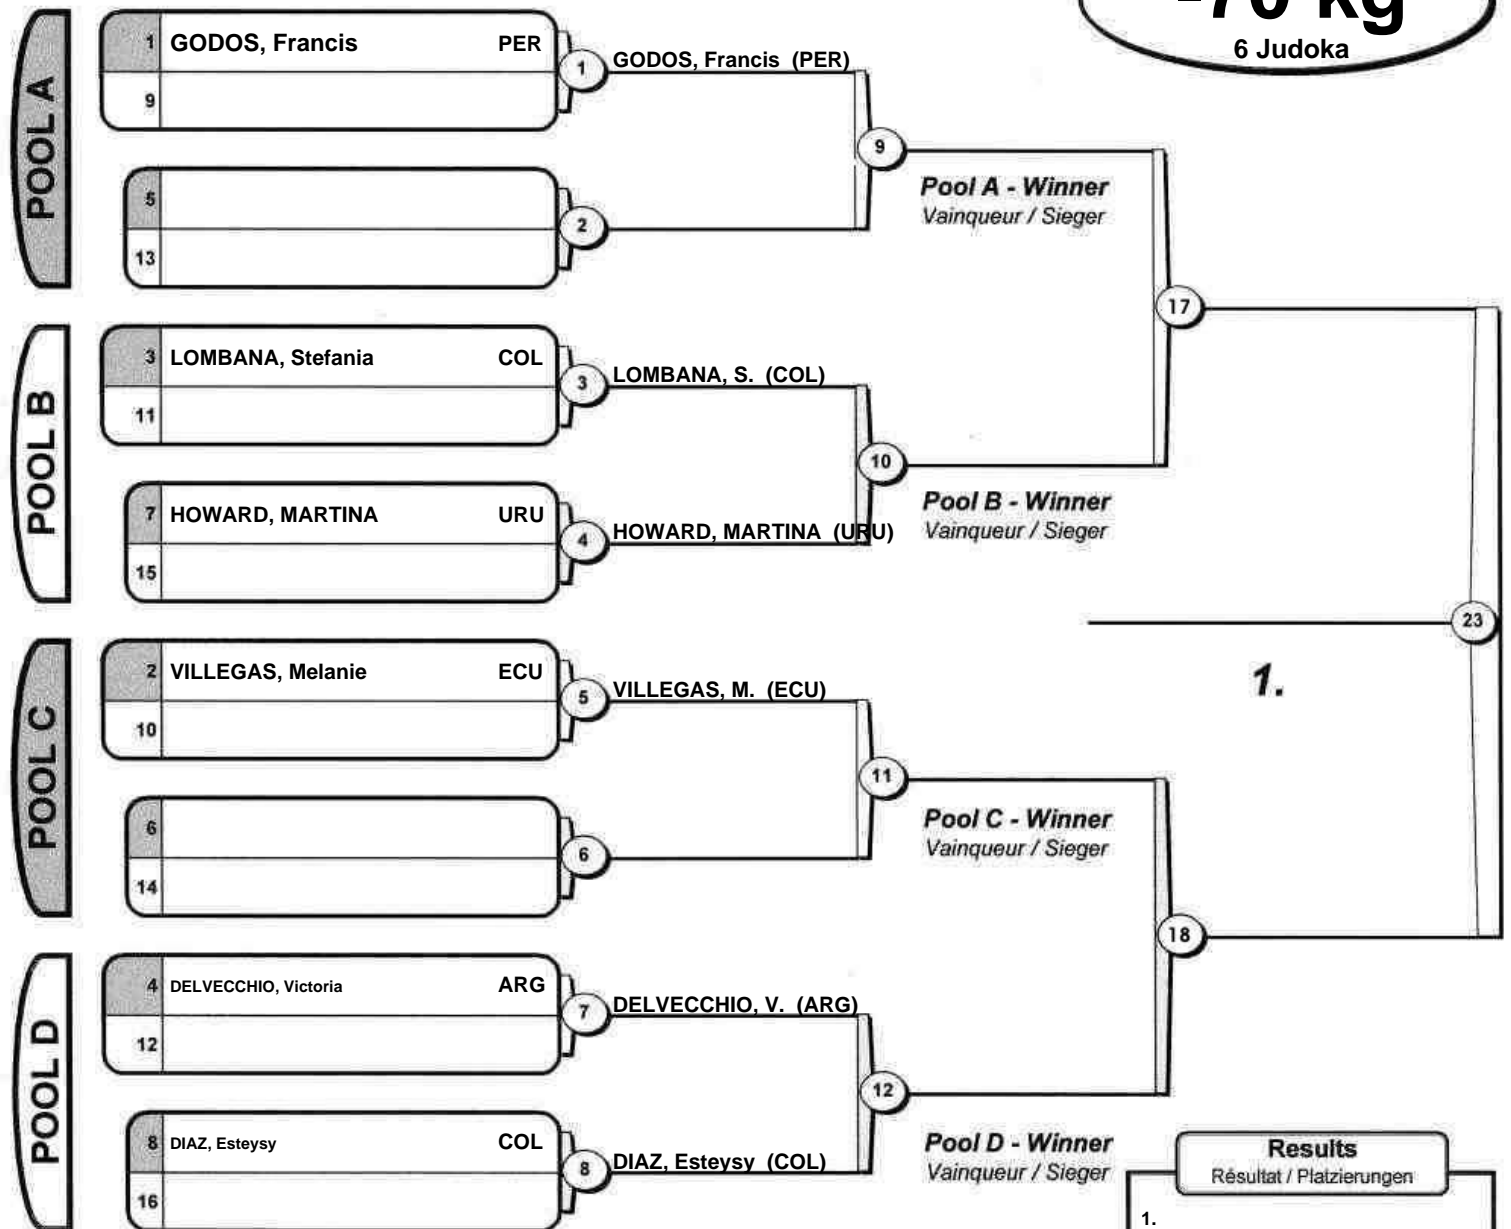 -70 kg
6 Judoka
POOL A
1 GODOS, Francis PER
9
1 GODOS, Francis (PER)
5
13
2
9
Pool A - Winner
Vainqueur / Sieger
17
POOL B
3 LOMBANA, Stefania COL
11
3 LOMBANA, S. (COL)
7 HOWARD, MARTINA URU
15
4 HOWARD, MARTINA (URU)
10
Pool B - Winner
Vainqueur / Sieger
23
1.
POOL C
2 VILLEGAS, Melanie ECU
10
5 VILLEGAS, M. (ECU)
6
14
6
11
Pool C - Winner
Vainqueur / Sieger
18
POOL D
4 DELVECCHIO, Victoria ARG
12
7 DELVECCHIO, V. (ARG)
8 DIAZ, Esteysy COL
16
8 DIAZ, Esteysy (COL)
12
Pool D - Winner
Vainqueur / Sieger
Results
Résultat / Platzierungen
1.